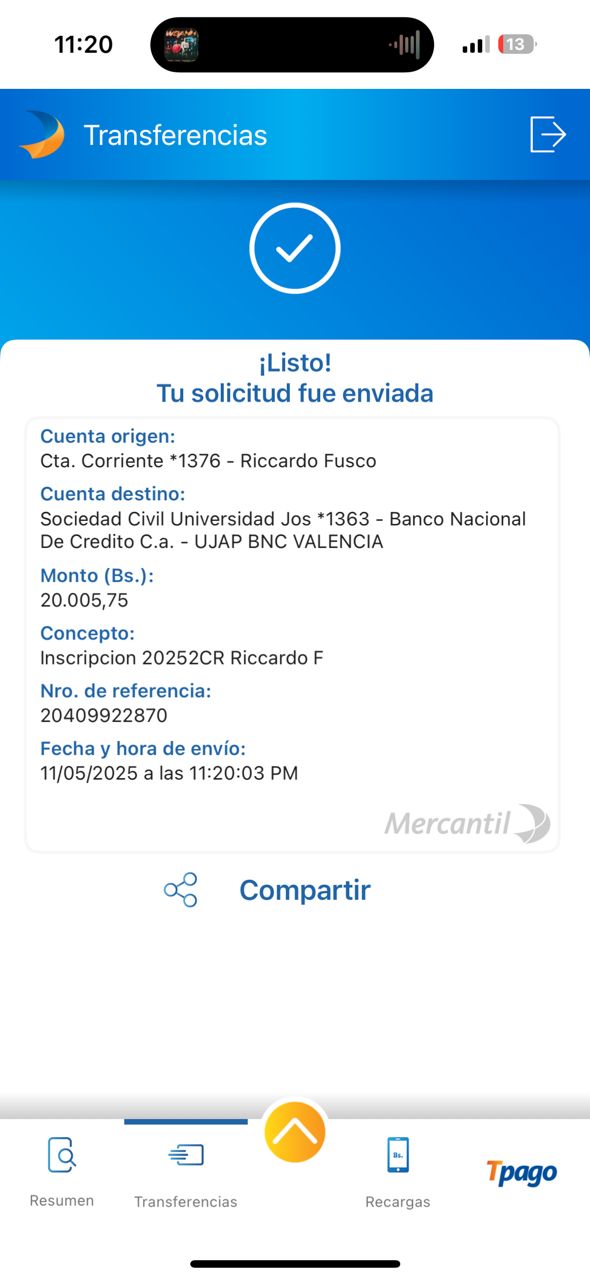 11:20
13
Transferencias
¡Listo!
Tu solicitud fue enviada
Cuenta origen:
Cta. Corriente *1376 - Riccardo Fusco
Cuenta destino:
Sociedad Civil Universidad Jos *1363 - Banco Nacional
De Credito C.a. - UJAP BNC VALENCIA
Monto (Bs.):
20.005,75
Concepto:
Inscripcion 20252CR Riccardo F
Nro. de referencia:
20409922870
Fecha y hora de envío:
11/05/2025 a las 11:20:03 PM
Mercantil
Compartir
Bs.
Resumen
Transferencias
Recargas
Tpago